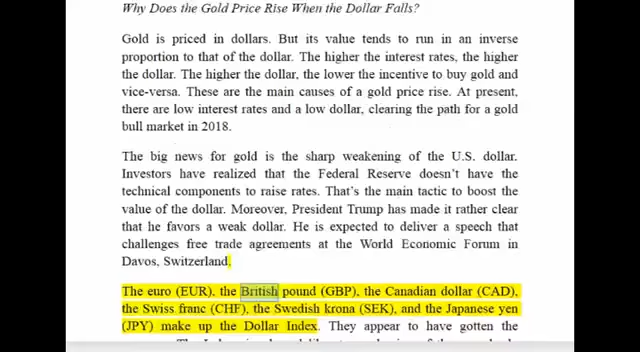 Why Does the Gold Price Rise When the Dollar Falls?
Gold is priced in dollars. But its value tends to run in an inverse
proportion to that of the dollar. The higher the interest rates, the higher
the dollar. The higher the dollar, the lower the incentive to buy gold and
vice-versa. These are the main causes of a gold price rise. At present,
there are low interest rates and a low dollar, clearing the path for a gold
bull market in 2018.
The big news for gold is the sharp weakening of the U.S. dollar.
Investors have realized that the Federal Reserve doesn't have the
technical components to raise rates. That's the main tactic to boost the
value of the dollar. Moreover, President Trump has made it rather clear
that he favors a weak dollar. He is expected to deliver a speech that
challenges free trade agreements at the World Economic Forum in
Davos, Switzerland.
The euro (EUR), the British pound (GBP), the Canadian dollar (CAD),
the Swiss franc (CHF), the Swedish krona (SEK), and the Japanese yen
(JPY) make up the Dollar Index. They appear to have gotten the